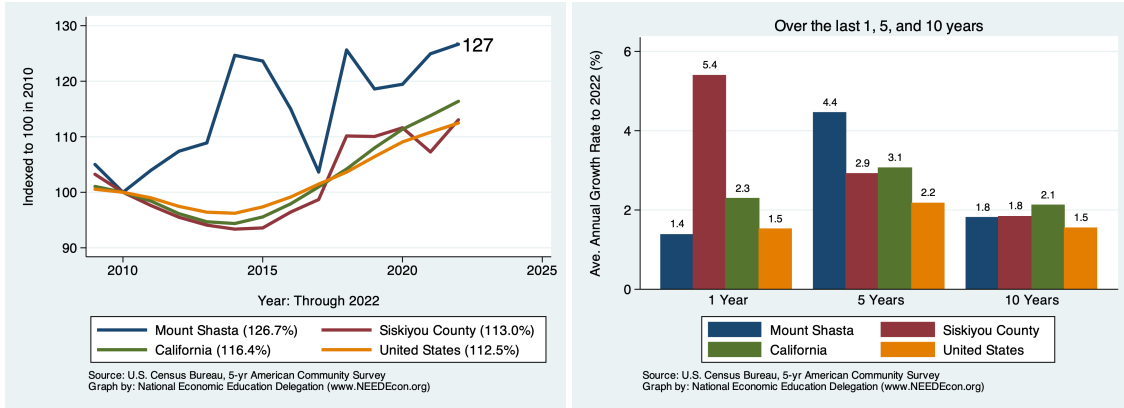 130
120
110
100
90
Indexed to 100 in 2010
127
2010
2015
2020
2025
Year: Through 2022
Mount Shasta (126.7%)
Siskiyou County (113.0%)
California (116.4%)
United States (112.5%)
Source: U.S. Census Bureau, 5-yr American Community Survey
Graph by: National Economic Education Delegation (www.NEEDEcon.org)
Over the last 1, 5, and 10 years
6
4
2
0
Ave. Annual Growth Rate to 2022 (%)
1.4
5.4
2.3
1.5
4.4
2.9
3.1
2.2
1.8
1.8
2.1
1.5
1 Year
5 Years
10 Years
Mount Shasta
Siskiyou County
California
United States
Source: U.S. Census Bureau, 5-yr American Community Survey
Graph by: National Economic Education Delegation (www.NEEDEcon.org)